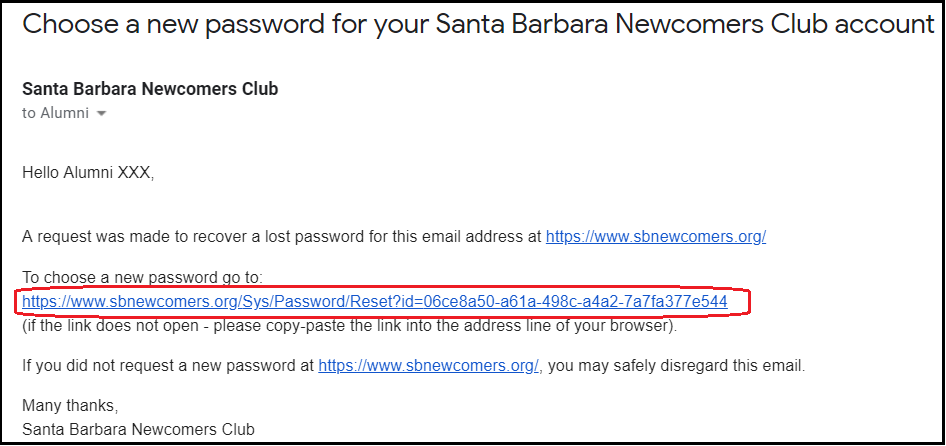 Choose a new password for your Santa Barbara Newcomers Club account
Santa Barbara Newcomers Club
to Alumni
Hello Alumni XXX,
A request was made to recover a lost password for this email address at https://www.sbnewcomers.org/
To choose a new password go to:
https://www.sbnewcomers.org/Sys/Password/Reset?id=06ce8a50-a61a-498c-a4a2-7a7fa377e544
(if the link does not open - please copy-paste the link into the address line of your browser).
If you did not request a new password at https://www.sbnewcomers.org/, you may safely disregard this email.
Many thanks,
Santa Barbara Newcomers Club